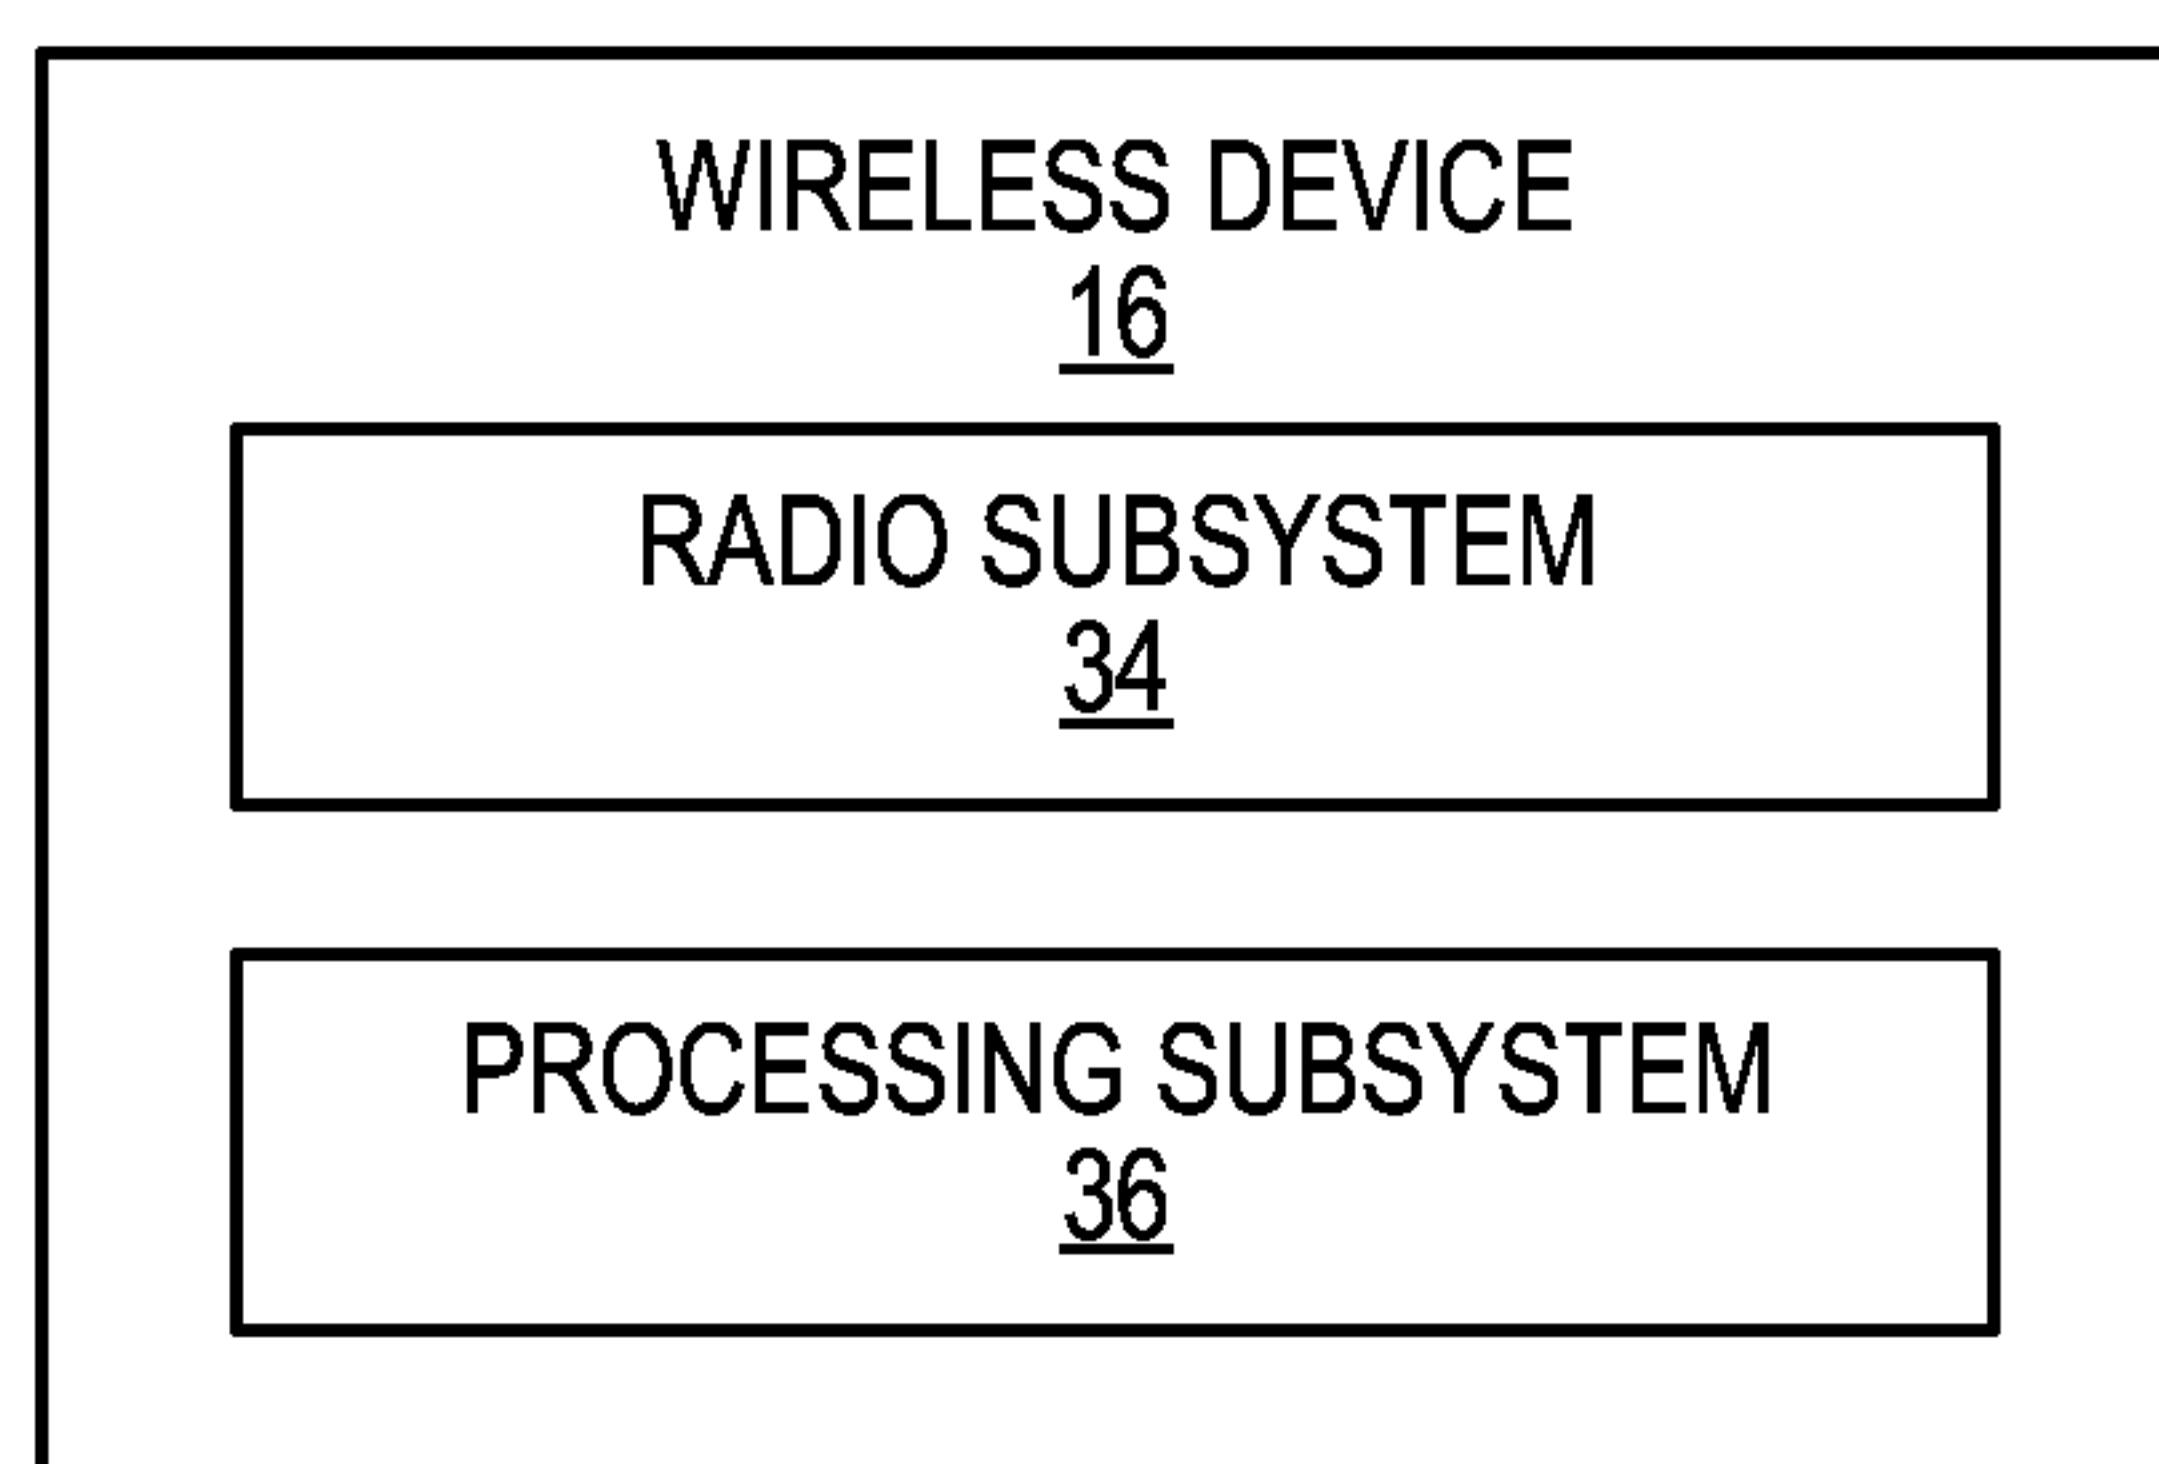 WIRELESS DEVICE
16
RADIO SUBSYSTEM
34
PROCESSING SUBSYSTEM
36